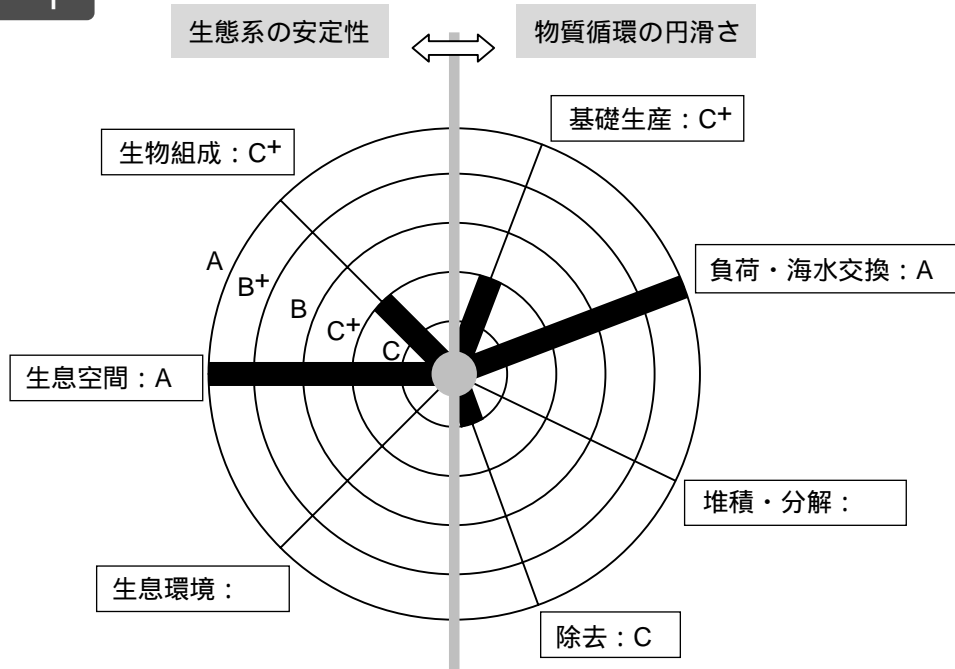 生態系の安定性
物質循環の円滑さ
基礎生産：C+
生物組成：C+
負荷・海水交換：A
A
B+
B
C+
C
生息空間：A
堆積・分解：
生息環境：
除去：C